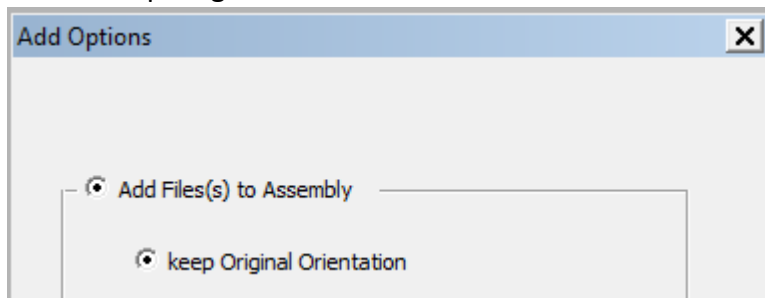 Add Options
Add Files(s) to Assembly
keep Original Orientation